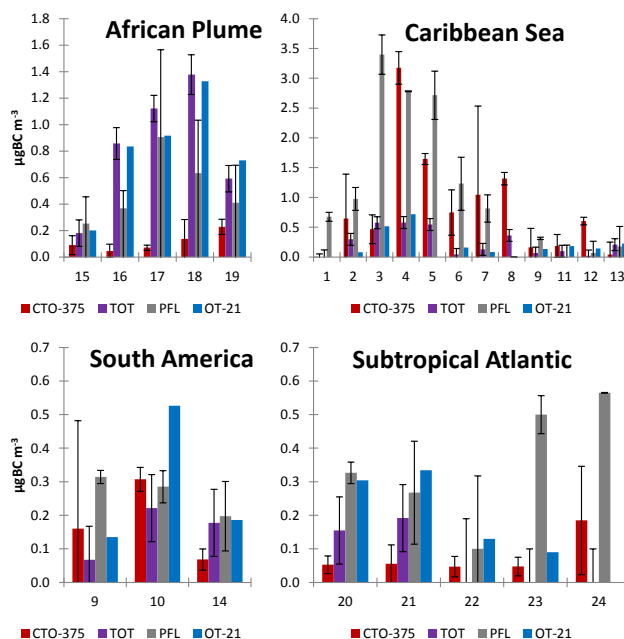 African Plume
µgBC m-3
1.8
1.6
1.4
1.2
1.0
0.8
0.6
0.4
0.2
0.0
15 16 17 18 19
CTO-375 TOT PFL OT-21
Caribbean Sea
4.0
3.5
3.0
2.5
2.0
1.5
1.0
0.5
0.0
1 2 3 4 5 6 7 8 9 11 12 13
CTO-375 TOT PFL OT-21
South America
µgBC m-3
0.7
0.6
0.5
0.4
0.3
0.2
0.1
0.0
9 10 14
CTO-375 TOT PFL OT-21
Subtropical Atlantic
0.7
0.6
0.5
0.4
0.3
0.2
0.1
0.0
20 21 22 23 24
CTO-375 TOT PFL OT-21